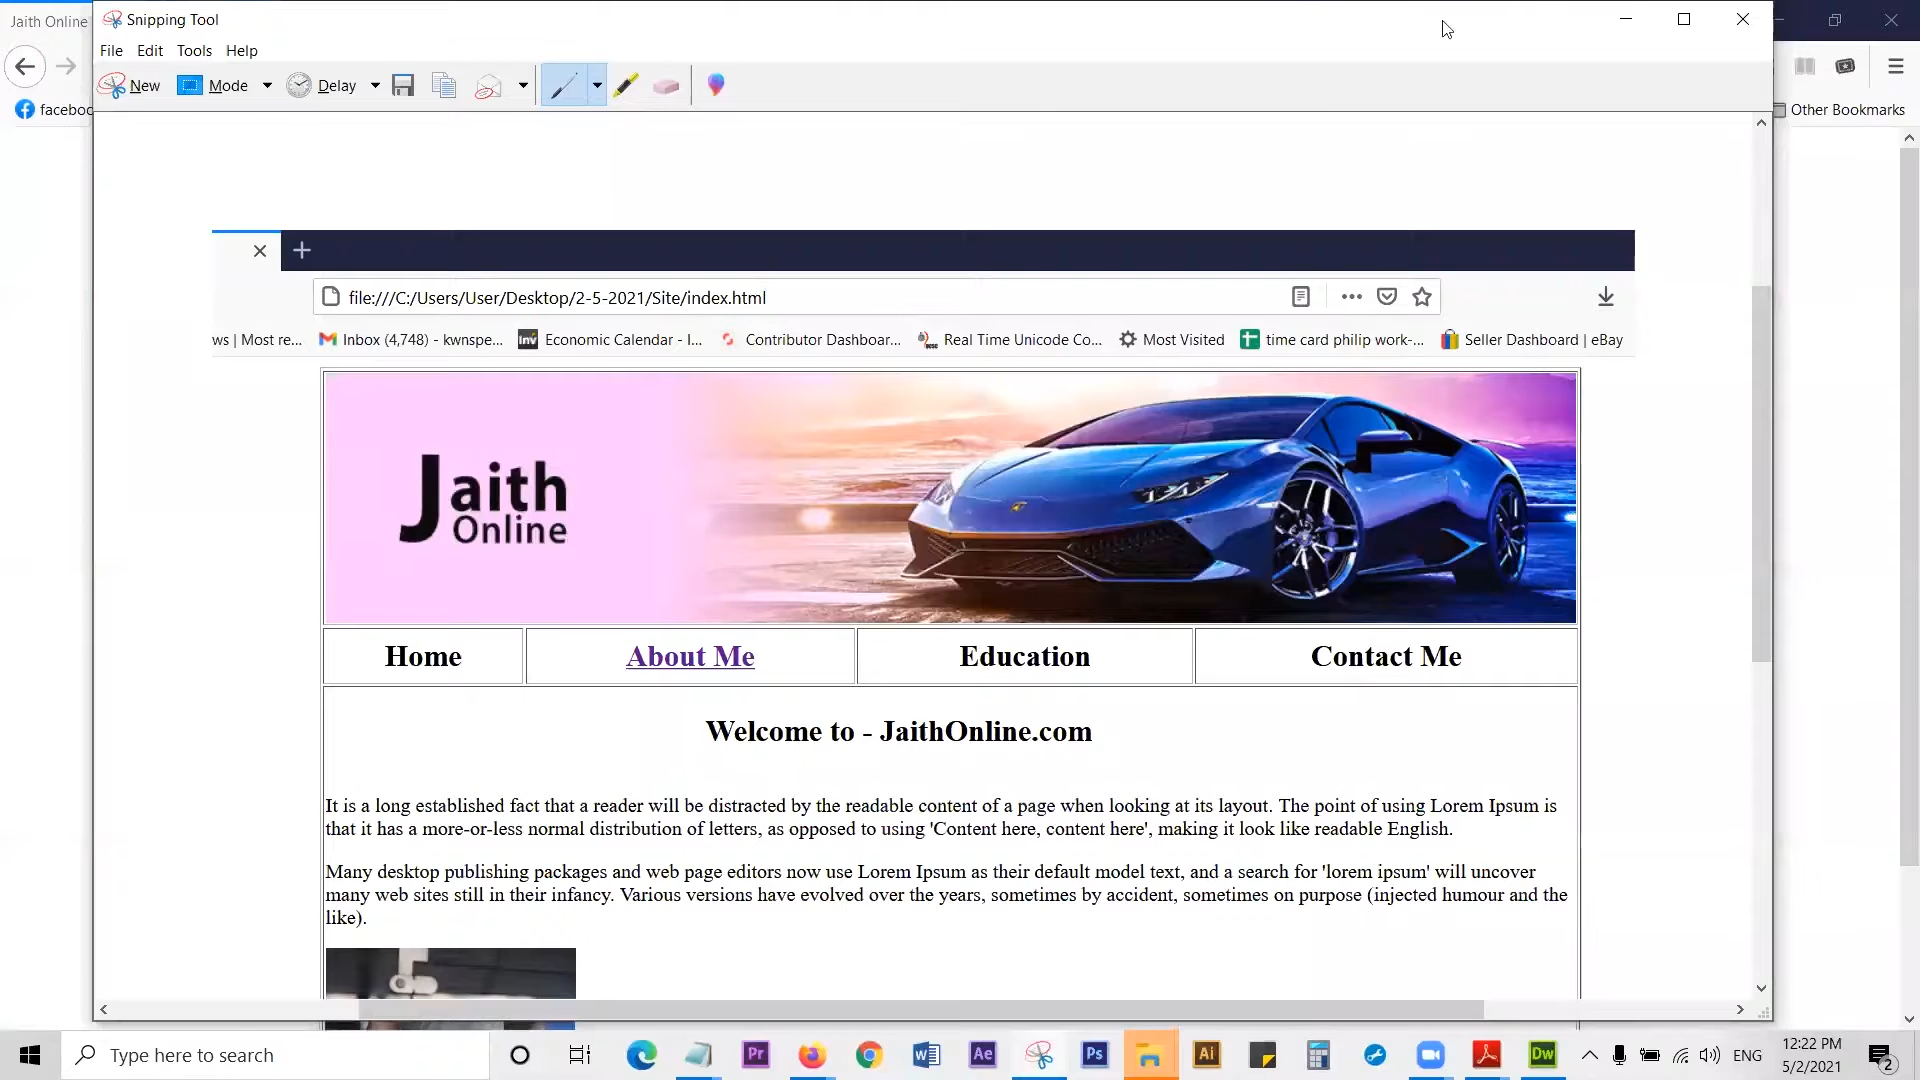 Jaith Online
Snipping Tool
File Edit Tools Help
New Mode Delay
faceboo
Other Bookmarks
file:///C:/Users/User/Desktop/2-5-2021/Site/index.html
ws | Most re... Inbox (4,748) - kwnspe... Inv Economic Calendar - I... Contributor Dashboar... Real Time Unicode Co... Most Visited time card philip work-... Seller Dashboard | eBay
Jaith
Online
Home About Me Education Contact Me
Welcome to - JaithOnline.com
It is a long established fact that a reader will be distracted by the readable content of a page when looking at its layout. The point of using Lorem Ipsum is
that it has a more-or-less normal distribution of letters, as opposed to using 'Content here, content here', making it look like readable English.
Many desktop publishing packages and web page editors now use Lorem Ipsum as their default model text, and a search for 'lorem ipsum' will uncover
many web sites still in their infancy. Various versions have evolved over the years, sometimes by accident, sometimes on purpose (injected humour and the
like).
Type here to search
Pr Ae Ps Ai Dw
ENG
12:22 PM
5/2/2021
2